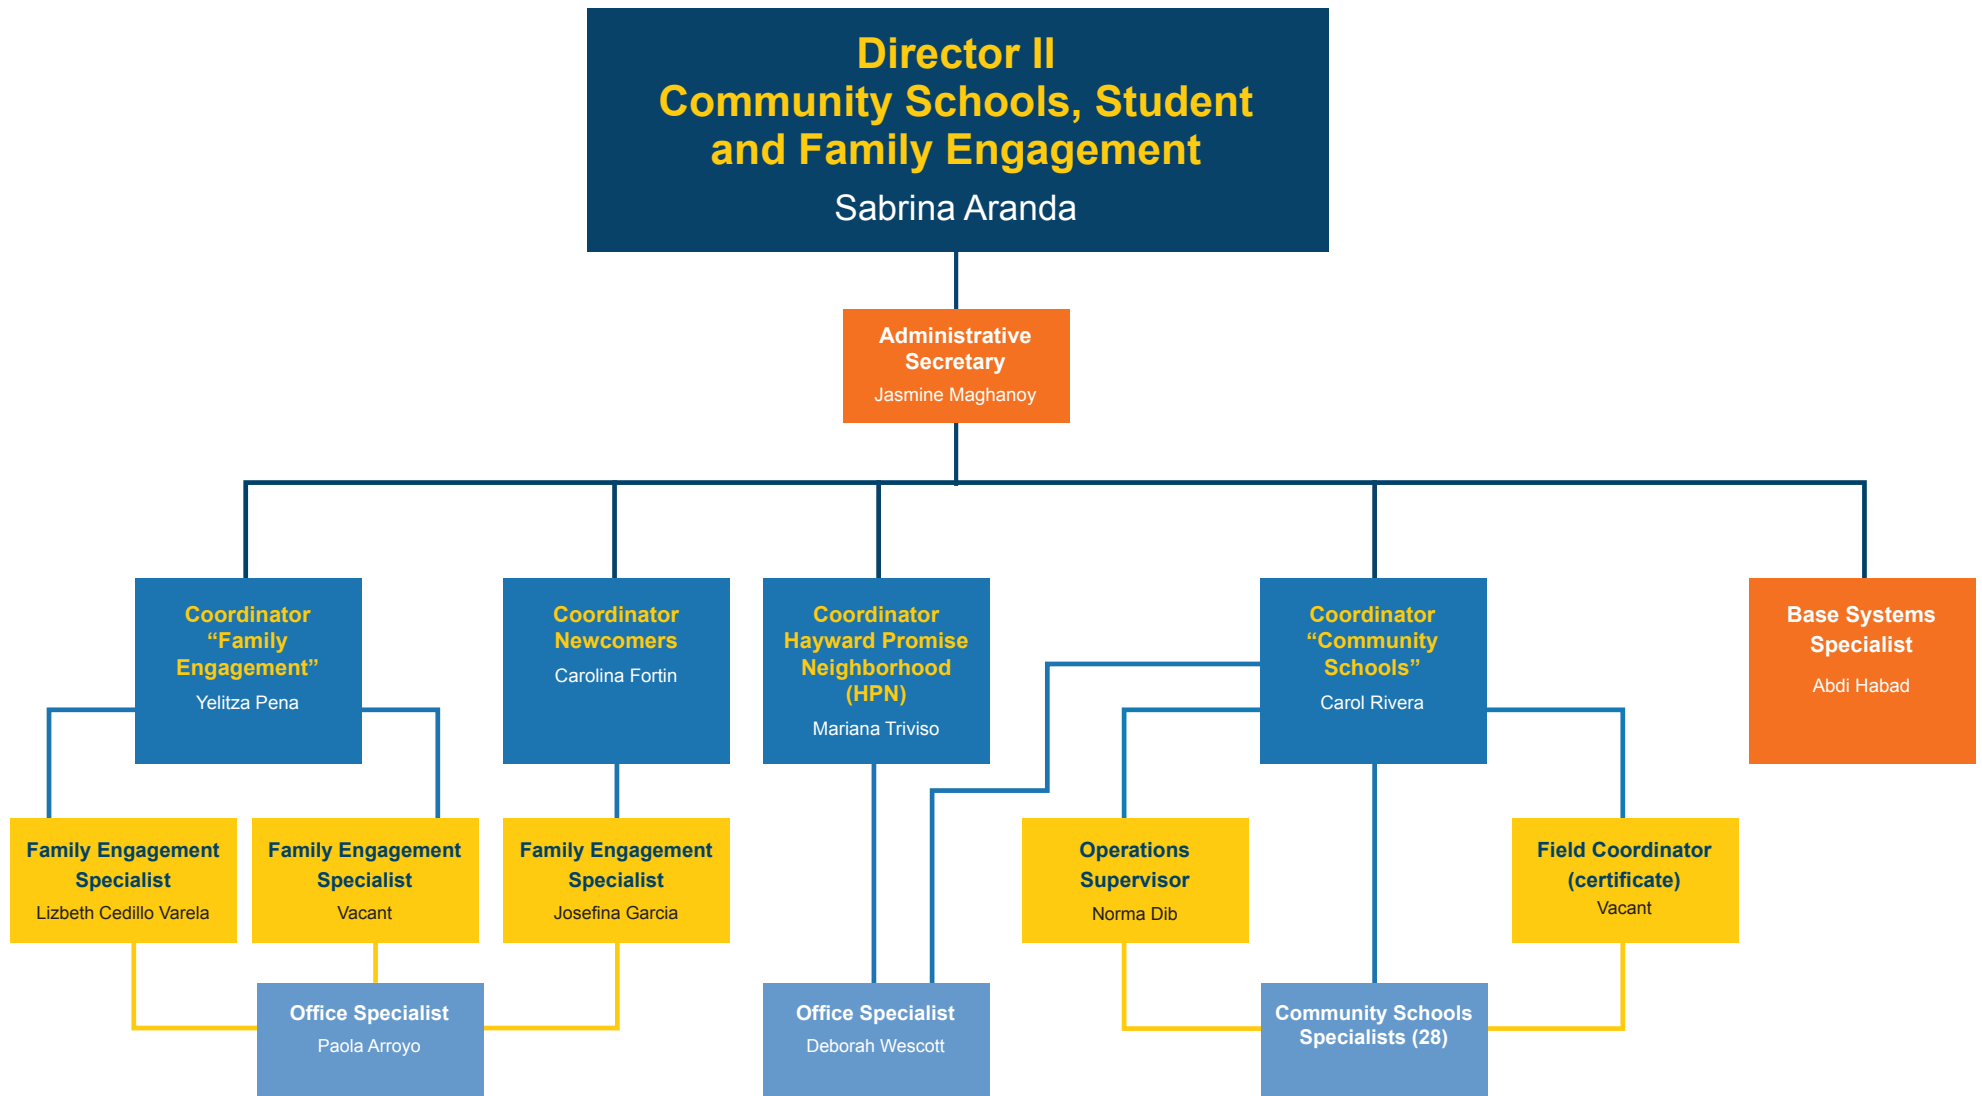 Director II
Community Schools, Student
and Family Engagement
Sabrina Aranda
Administrative
Secretary
Jasmine Maghanoy
Coordinator
“Family
Engagement”
Yelitza Pena
Coordinator
Newcomers
Carolina Fortin
Coordinator
Hayward Promise
Neighborhood
(HPN)
Mariana Triviso
Coordinator
“Community
Schools”
Carol Rivera
Base Systems
Specialist
Abdi Habad
Family Engagement
Specialist
Lizbeth Cedillo Varela
Family Engagement
Specialist
Vacant
Family Engagement
Specialist
Josefina Garcia
Operations
Supervisor
Norma Dib
Field Coordinator
(certificate)
Vacant
Office Specialist
Paola Arroyo
Office Specialist
Deborah Wescott
Community Schools
Specialists (28)